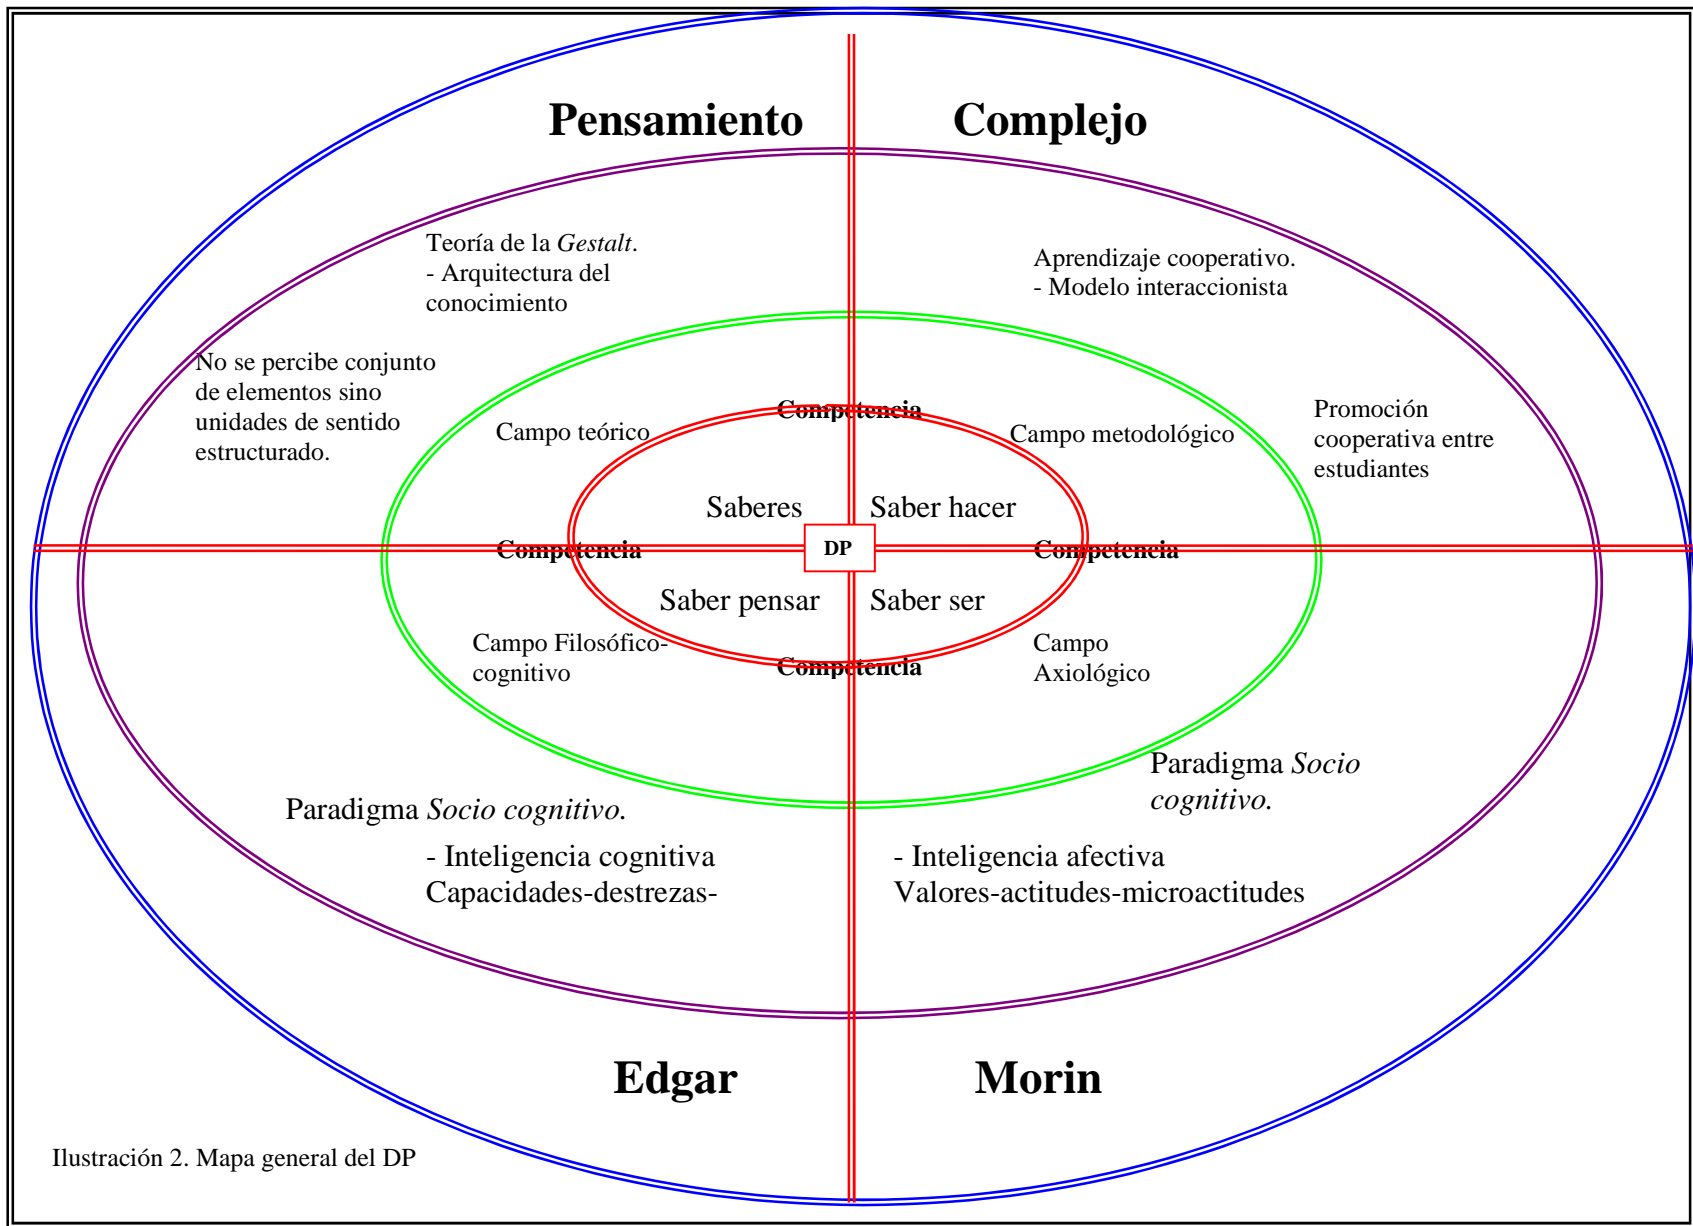 Pensamiento Complejo
Teoría de la Gestalt.
- Arquitectura del
conocimiento
Aprendizaje cooperativo.
- Modelo interaccionista
No se percibe conjunto
de elementos sino
unidades de sentido
estructurado.
Promoción
cooperativa entre
estudiantes
Competencia
Campo teórico
Campo metodológico
Saberes
Saber hacer
Competencia
DP
Competencia
Saber pensar
Saber ser
Campo Filosófico-
cognitivo
Campo
Axiológico
Competencia
Paradigma Socio cognitivo.
- Inteligencia cognitiva
Capacidades-destrezas-
Paradigma Socio
cognitivo.
- Inteligencia afectiva
Valores-actitudes-microactitudes
Edgar Morin
Ilustración 2. Mapa general del DP